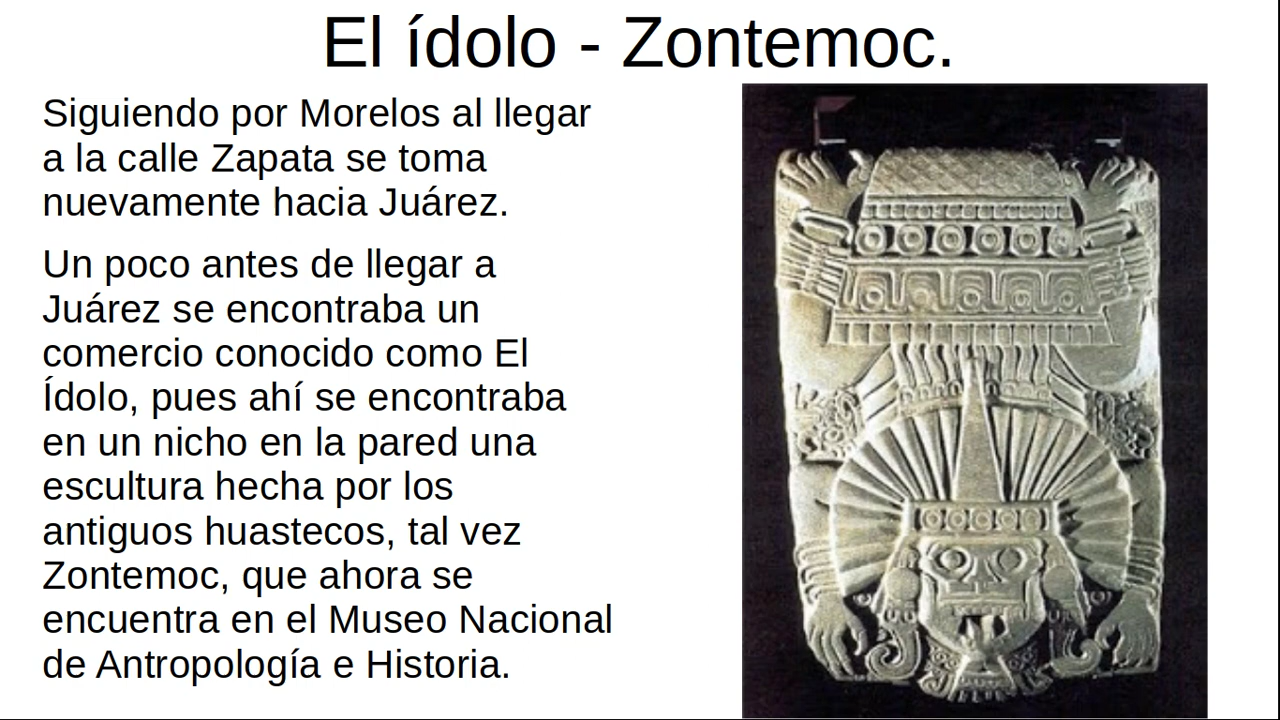 El ídolo - Zontemoc.
Siguiendo por Morelos al llegar
a la calle Zapata se toma
nuevamente hacia Juárez.
Un poco antes de llegar a
Juárez se encontraba un
comercio conocido como El
Ídolo, pues ahí se encontraba
en un nicho en la pared una
escultura hecha por los
antiguos huastecos, tal vez
Zontemoc, que ahora se
encuentra en el Museo Nacional
de Antropología e Historia.